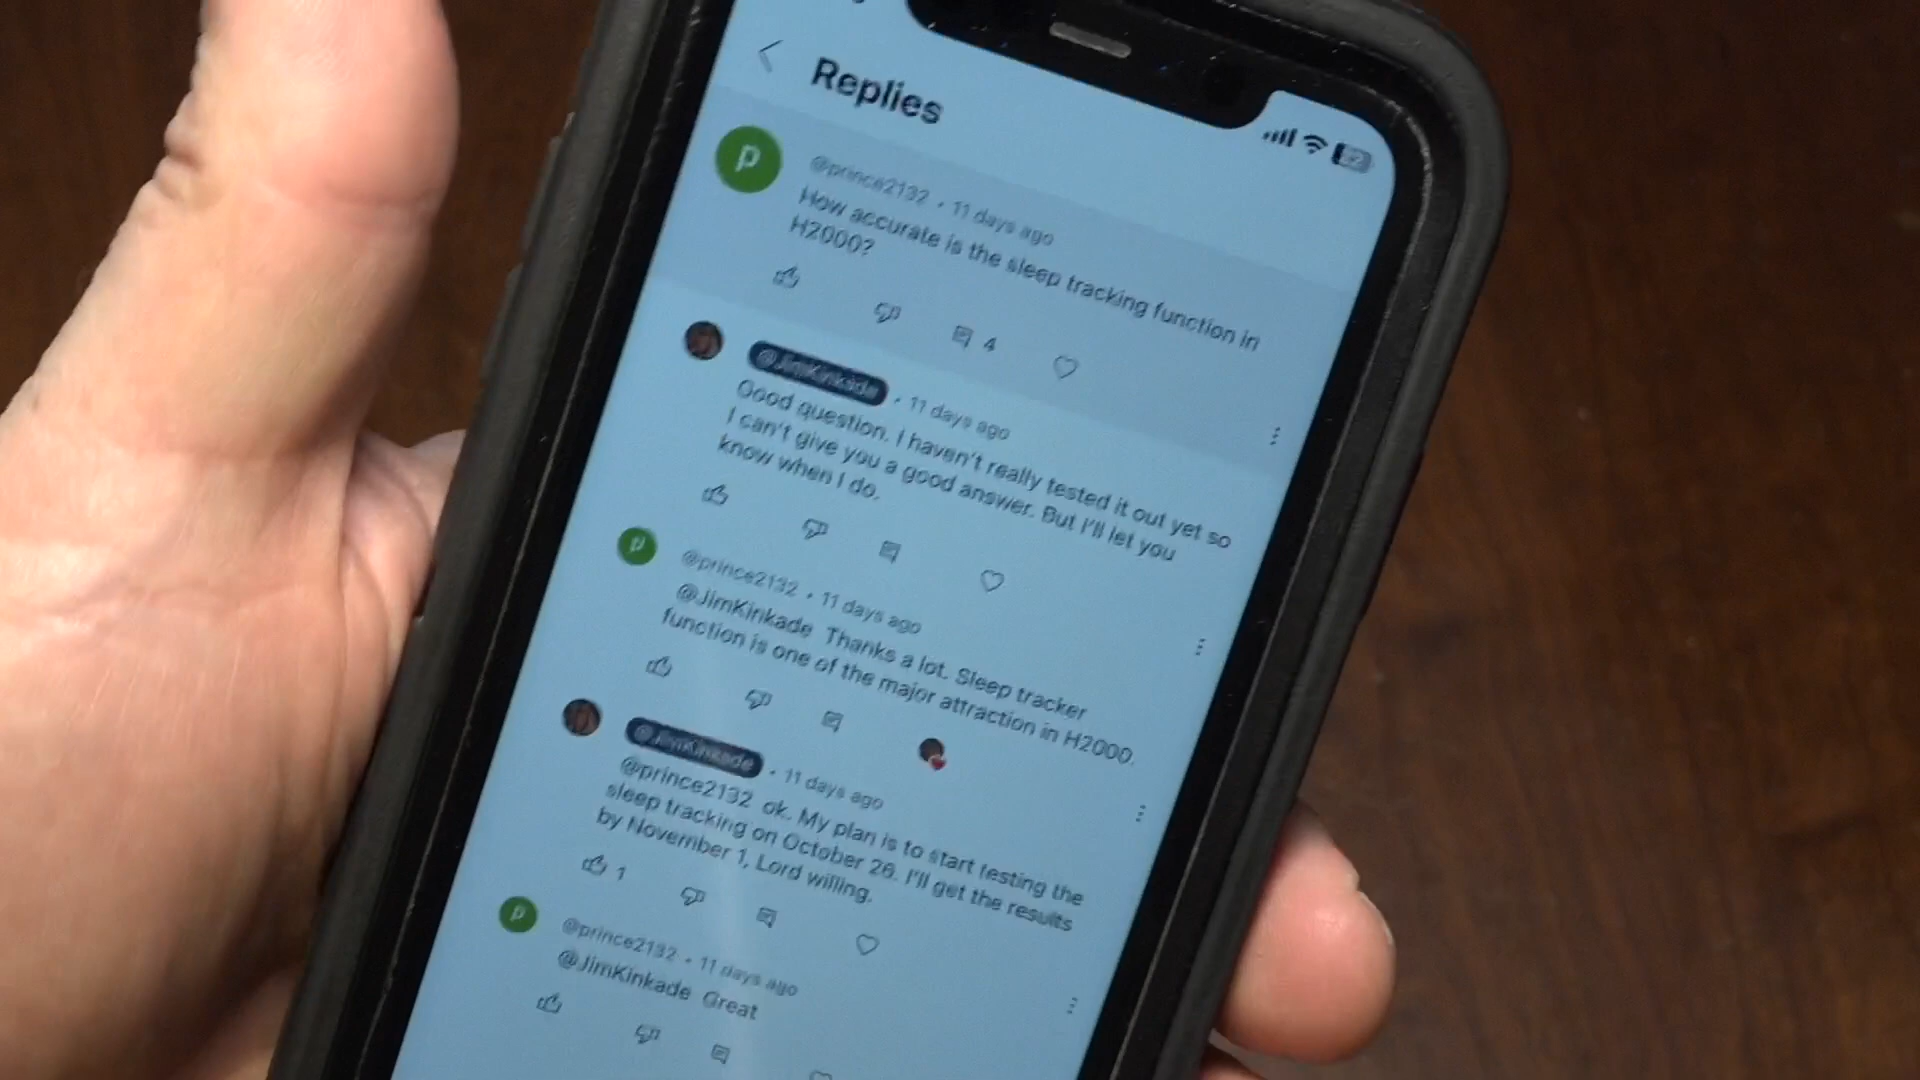 Replies
P
@prince2132 • 11 days ago
How accurate is the sleep tracking function in
H2000?
4
@JimKinkade • 11 days ago
Good question. I haven't really tested it out yet so
I can't give you a good answer. But I'll let you
know when I do.
p
@prince2132 • 11 days ago
@JimKinkade Thanks a lot. Sleep tracker
function is one of the major attraction in H2000.
@JimKinkade • 11 days ago
@prince2132 ok. My plan is to start testing the
sleep tracking on October 26. I'll get the results
by November 1, Lord willing.
1
p
@prince2132 • 11 days ago
@JimKinkade Great